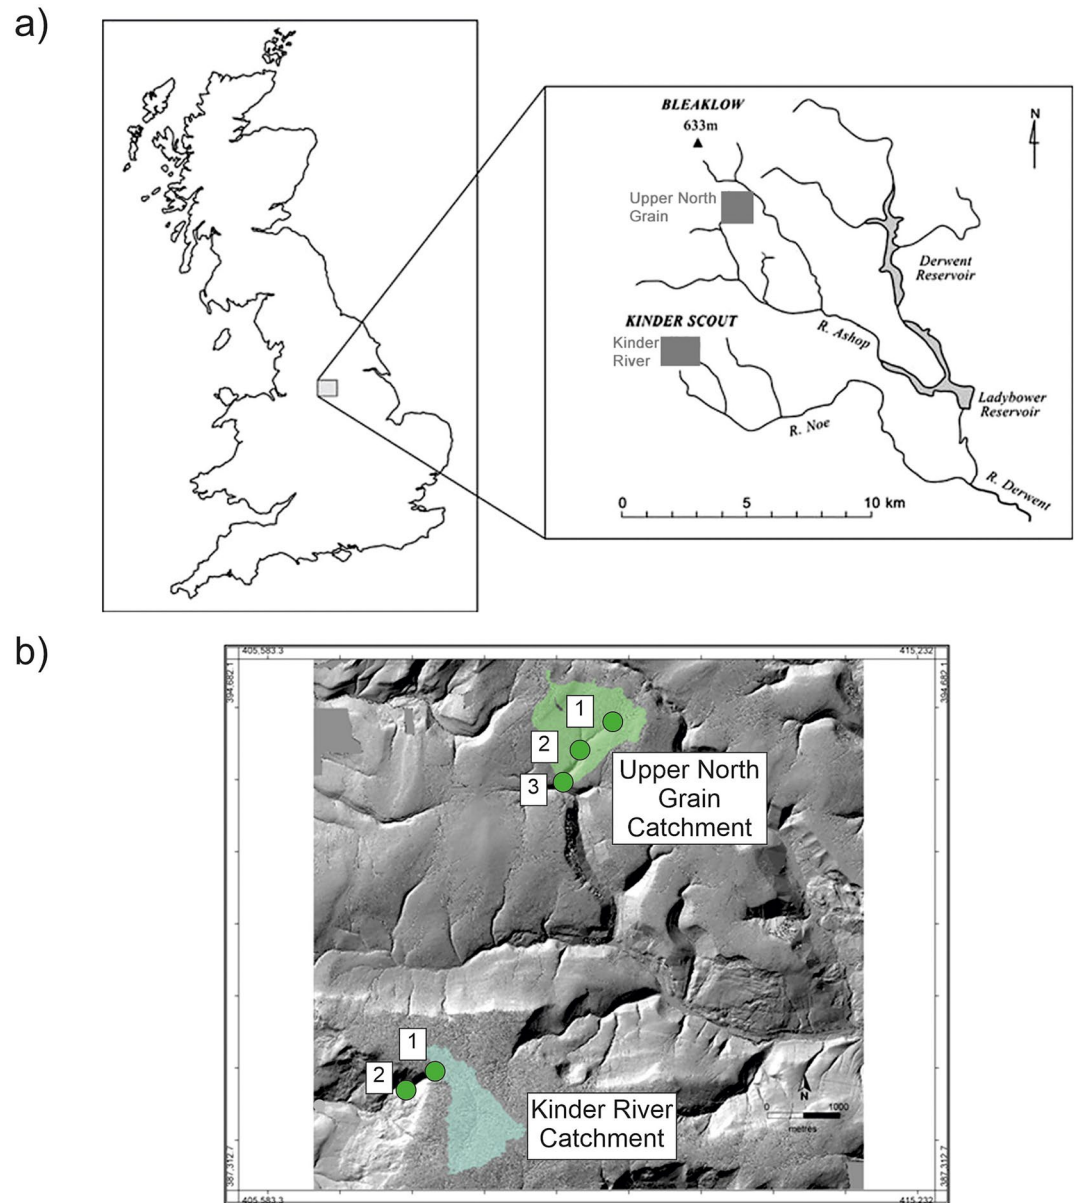 a)
BLEAKLOW
633m
N
Upper North
Grain
Derwent
Reservoir
KINDER SCOUT
R. Ashop
Kinder
River
Ladybower
Reservoir
R. Noe
R. Derwent
0 5 10 km
b)
405,583.3 415,232
394,682.1 394,682.1
1
2
3
Upper North
Grain
Catchment
1
2
N
0 1000
metres
Kinder River
Catchment
387,312.7 387,312.7
405,583.3 415,232